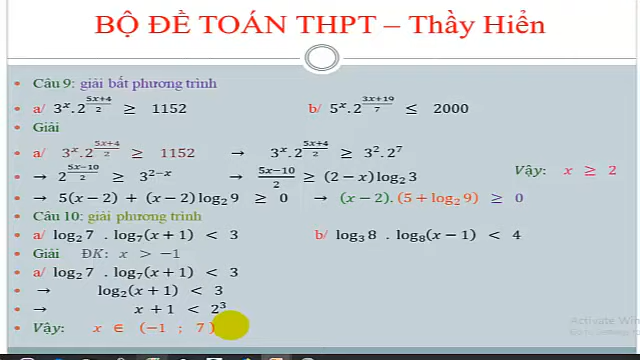 BỘ ĐỀ TOÁN THPT – Thầy Hiển
• Câu 9: giải bất phương trình
• a/ 3^x.2^((5x+4)/2) ≥ 1152 b/ 5^x.2^((3x+19)/7) ≤ 2000
• Giải
• a/ 3^x.2^((5x+4)/2) ≥ 1152 → 3^x.2^((5x+4)/2) ≥ 3^2.2^7
• → 2^((5x−10)/2) ≥ 3^(2−x) → (5x−10)/2 ≥ (2−x)log₂3 Vậy: x ≥ 2
• → 5(x−2) + (x−2)log₂9 ≥ 0 → (x−2).(5+log₂9) ≥ 0
• Câu 10: giải phương trình
• a/ log₂7 . log₇(x+1) < 3 b/ log₃8 . log₈(x−1) < 4
• Giải ĐK: x > −1
• a/ log₂7 . log₇(x+1) < 3
• → log₂(x+1) < 3
• → x+1 < 2³
• Vậy: x ∈ (−1 ; 7)
Activate Win